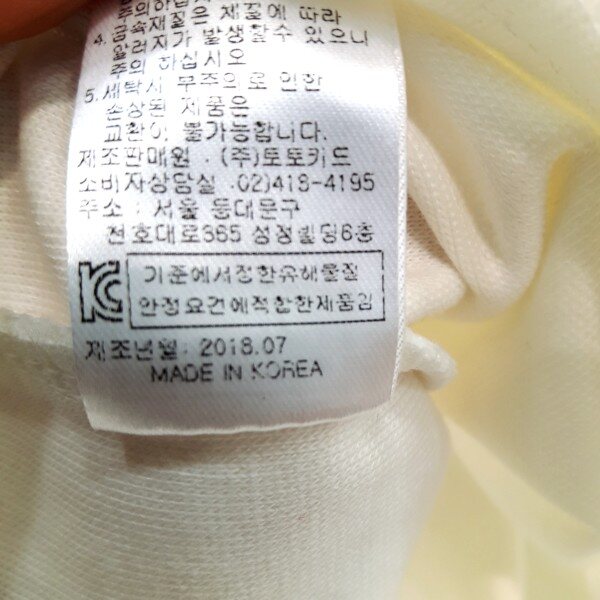 4. 금속재질은 체질에 따라
알러지가 발생할수 있으니
주의 하십시오
5. 세탁시 부주의로 인한
손상된 제품은
교환이 불가능합니다.
제조판매원 : (주)토토키드
소비자상담실 :02)418-4195
주소 : 서울 동대문구
천호대로365 성정빌딩6층
KC
기준에서정한유해물질
안정요건에적합한제품김
제조년월: 2018.07
MADE IN KOREA